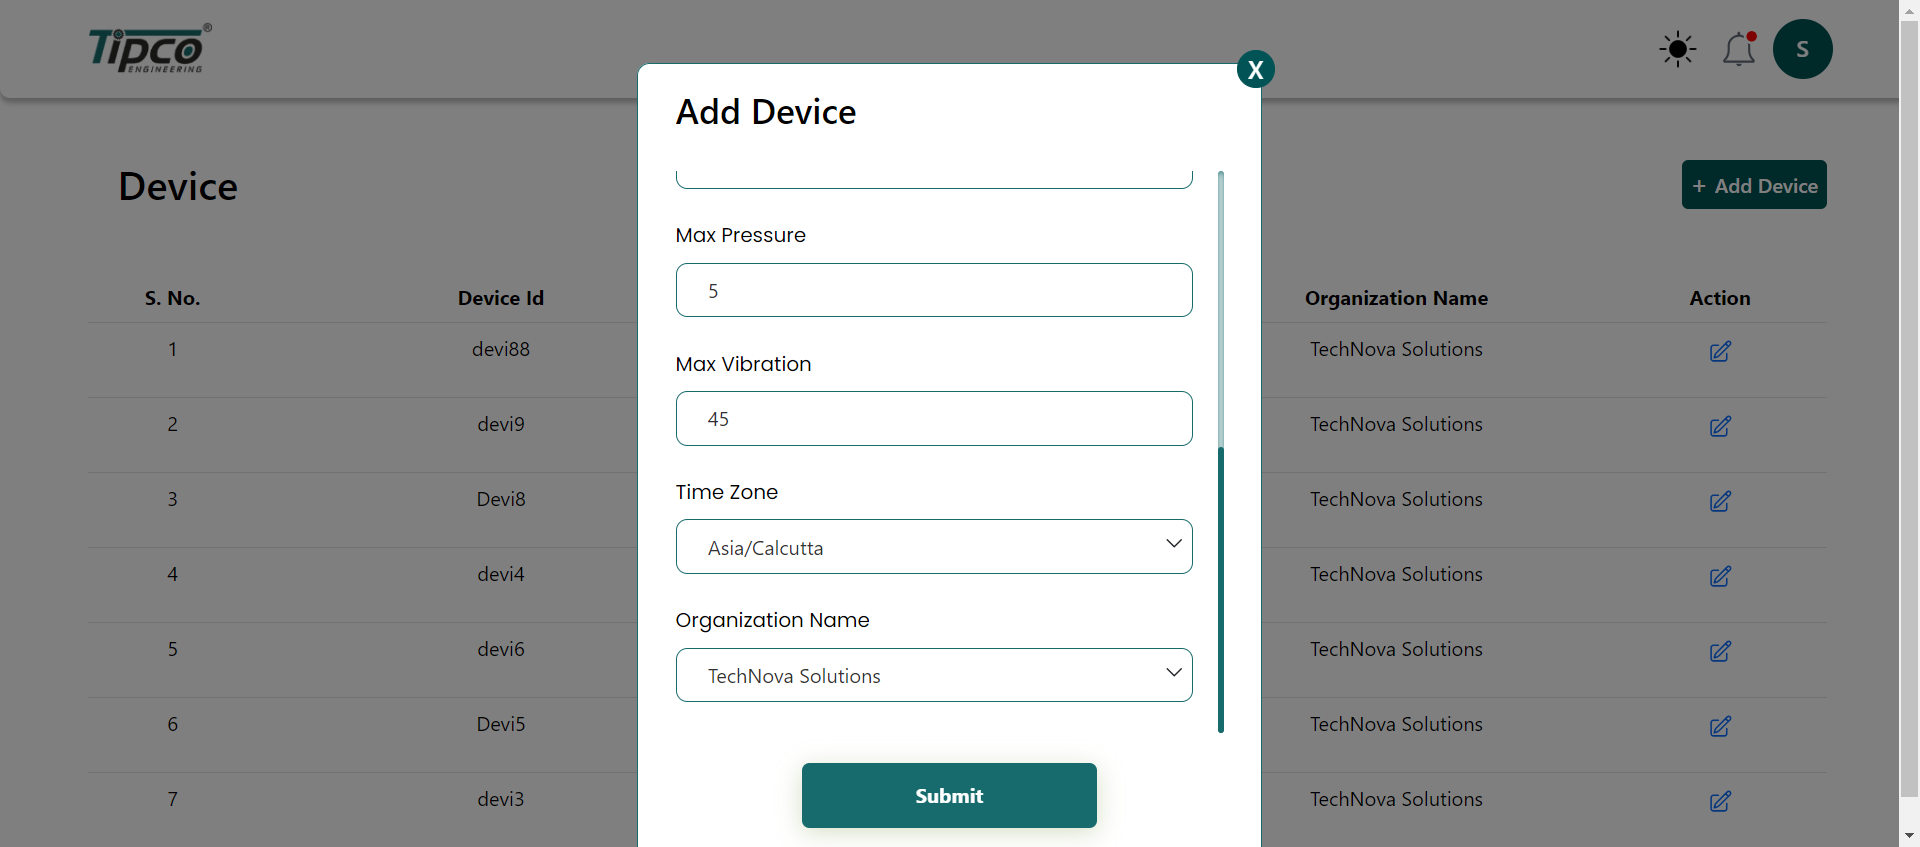 Tipco®
ENGINEERING
S
X
Add Device
Device
+ Add Device
Max Pressure
5
Max Vibration
45
Time Zone
Asia/Calcutta
Organization Name
TechNova Solutions
Submit
S. No. Device Id Organization Name Action
1 devi88 TechNova Solutions
2 devi9 TechNova Solutions
3 Devi8 TechNova Solutions
4 devi4 TechNova Solutions
5 devi6 TechNova Solutions
6 Devi5 TechNova Solutions
7 devi3 TechNova Solutions